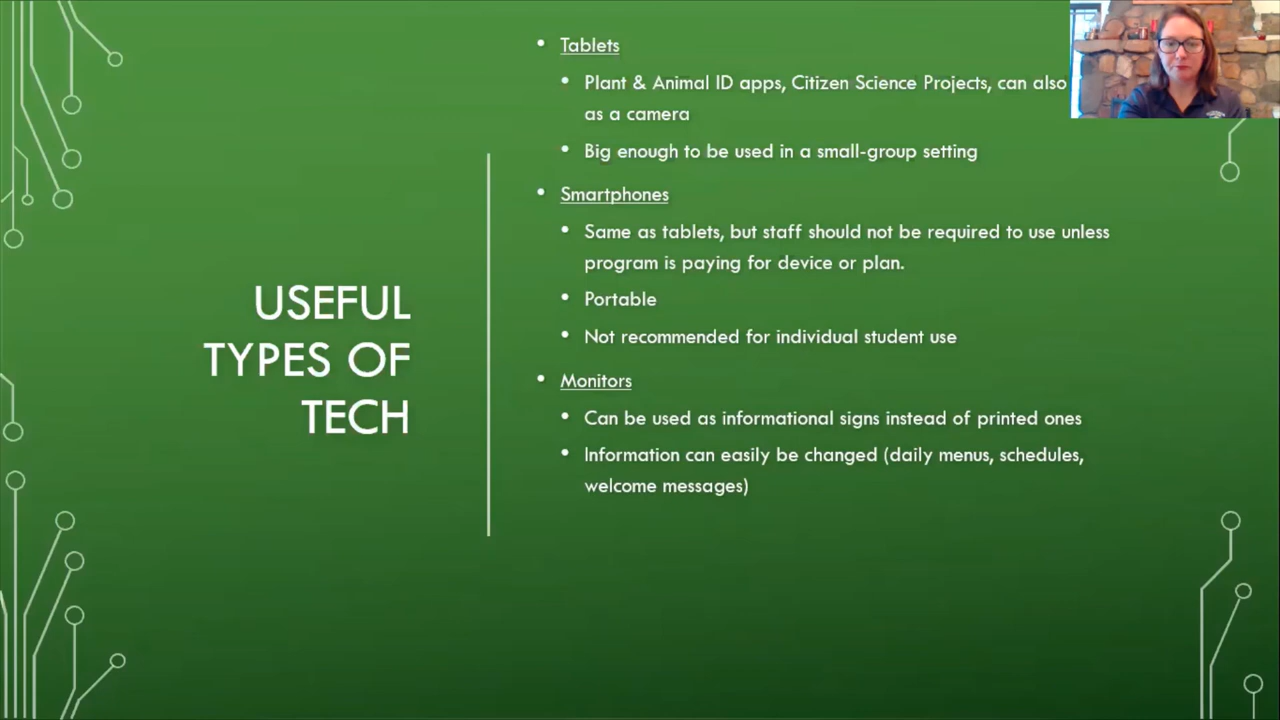 USEFUL
TYPES OF
TECH
• Tablets
• Plant & Animal ID apps, Citizen Science Projects, can also
as a camera
• Big enough to be used in a small-group setting
• Smartphones
• Same as tablets, but staff should not be required to use unless
program is paying for device or plan.
• Portable
• Not recommended for individual student use
• Monitors
• Can be used as informational signs instead of printed ones
• Information can easily be changed (daily menus, schedules,
welcome messages)